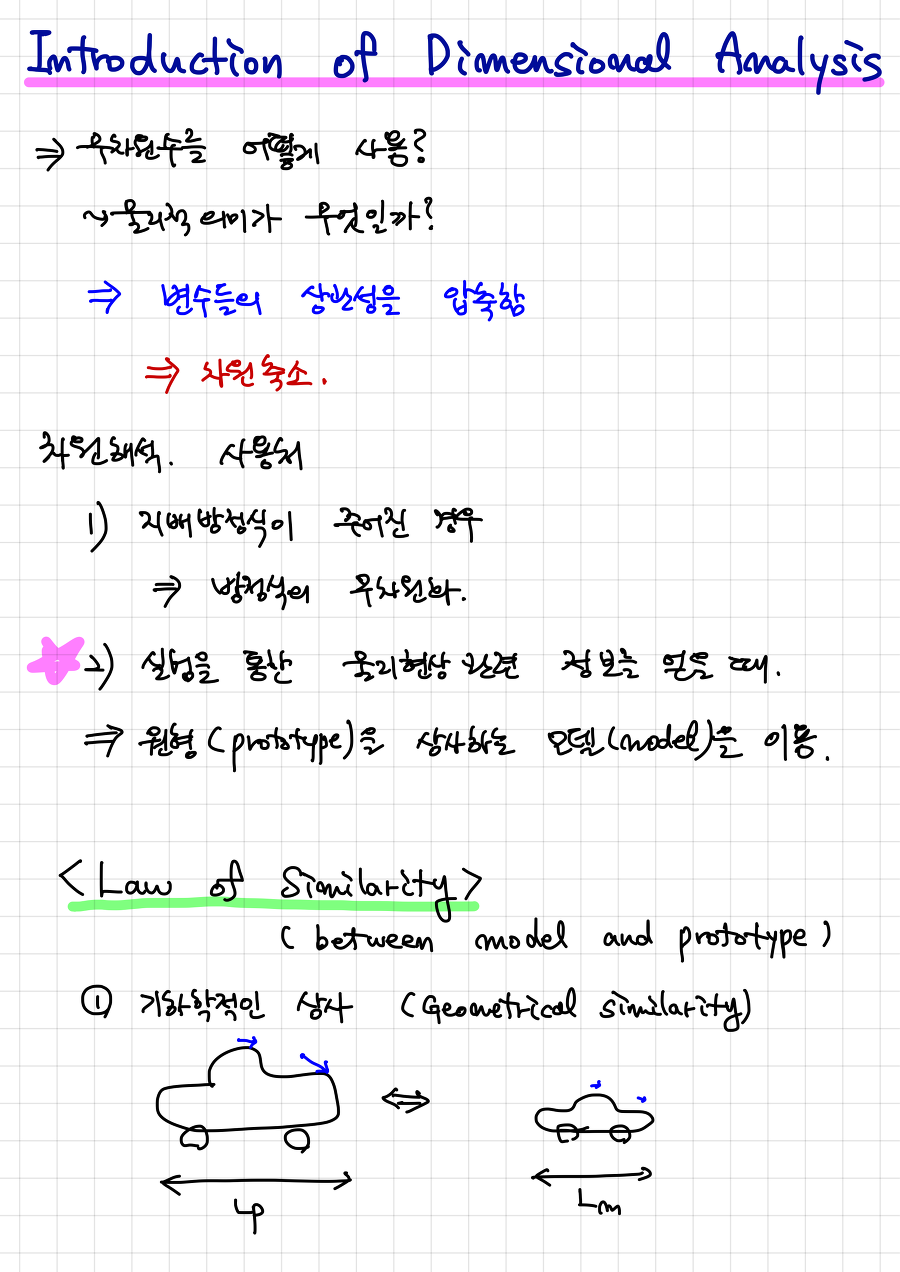 Introduction of Dimensional Analysis
⇒ 무차원수를 어떻게 사용?
~> 물리적 의미가 무엇일까?
⇒ 변수들의 상관성을 압축함
⇒ 차원축소.
차원해석. 사용처
1) 지배방정식이 주어진 경우
⇒ 방정식의 무차원화.
2) 실험을 통한 물리현상 관련 정보를 얻을 때.
⇒ 원형(prototype)을 상사하는 모델(model)을 이용.
<Law of Similarity>
(between model and prototype)
① 기하학적인 상사 (Geometrical similarity)
⇔
Lp Lm